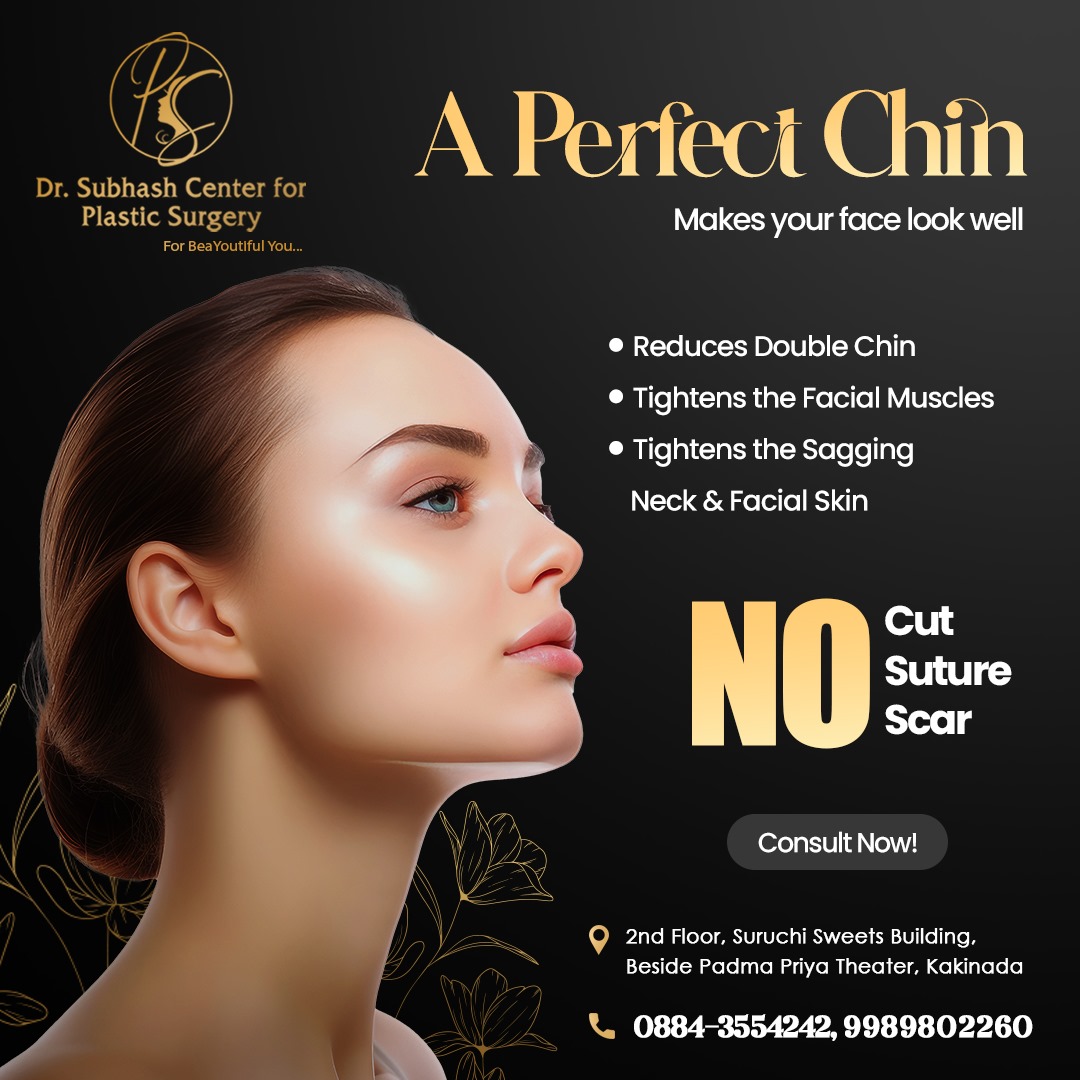 PS
Dr. Subhash Center for
Plastic Surgery
For BeaYoutiful You...
A Perfect Chin
Makes your face look well
Reduces Double Chin
Tightens the Facial Muscles
Tightens the Sagging
Neck & Facial Skin
NO
Cut
Suture
Scar
Consult Now!
2nd Floor, Suruchi Sweets Building,
Beside Padma Priya Theater, Kakinada
0884-3554242, 9989802260